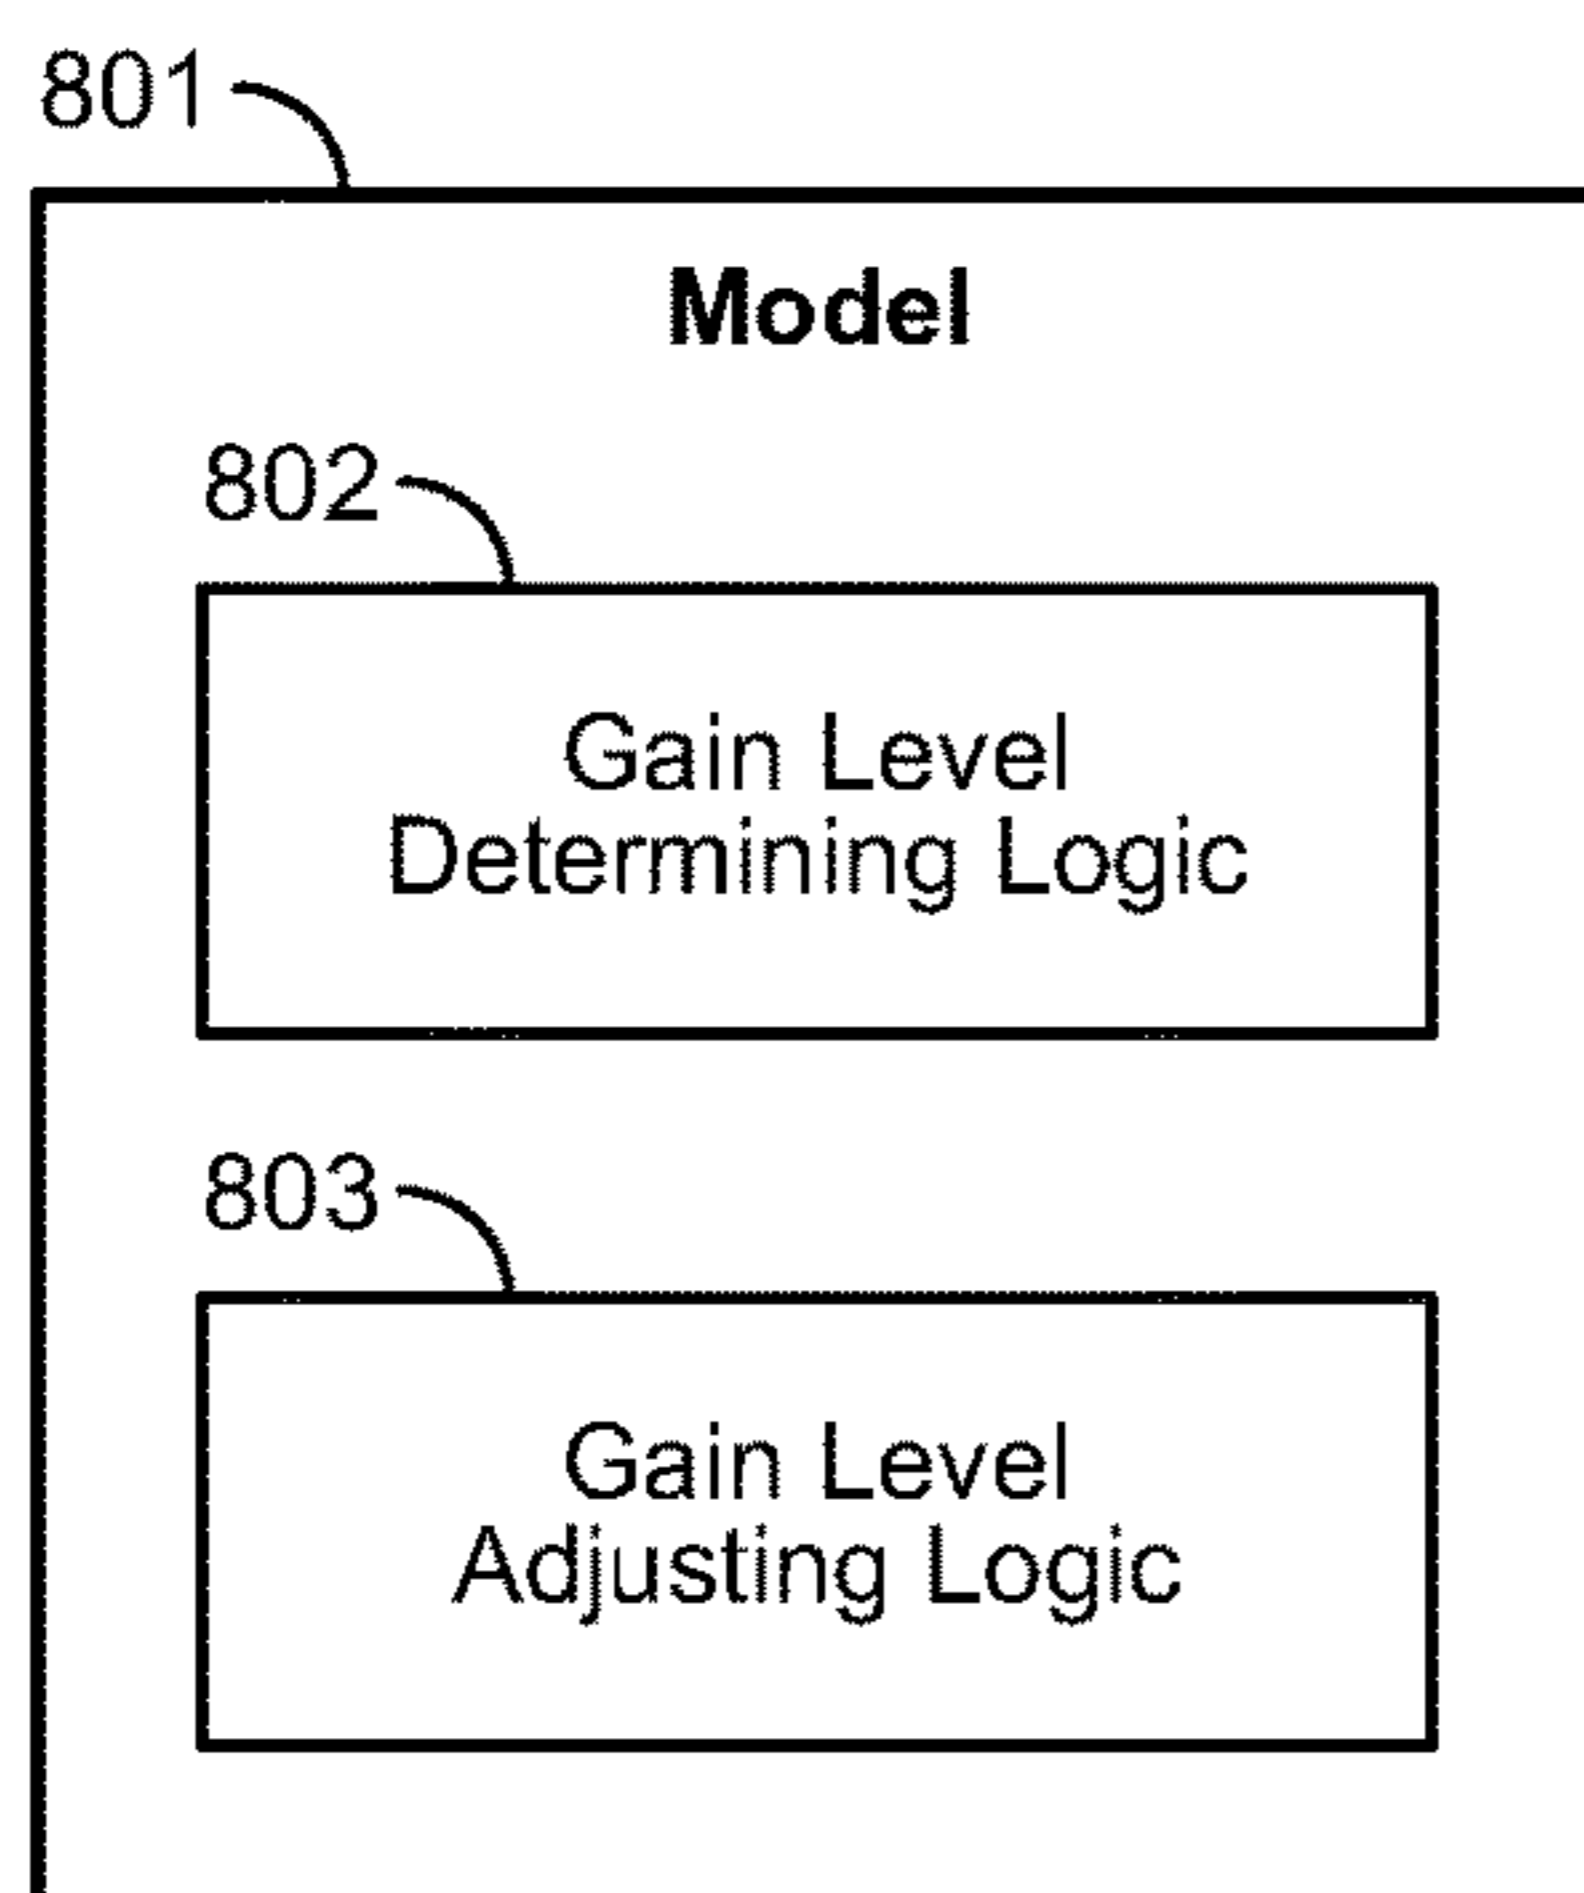 801
Model
802
Gain Level
Determining Logic
803
Gain Level
Adjusting Logic